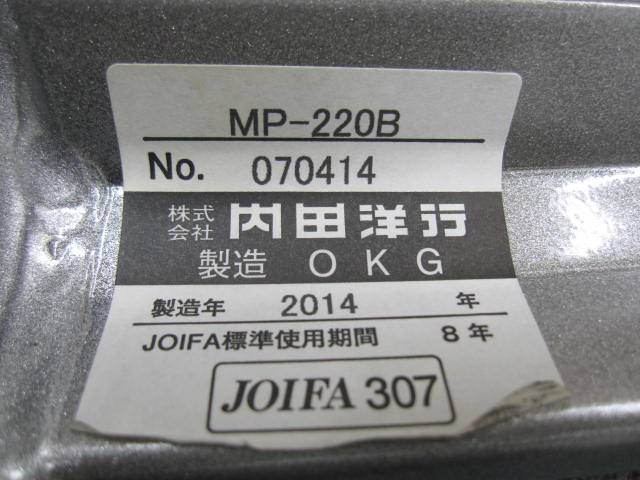 MP-220B
No. 070414
株式会社 内田洋行
製造 OKG
製造年 2014 年
JOIFA標準使用期間 8年
JOIFA 307